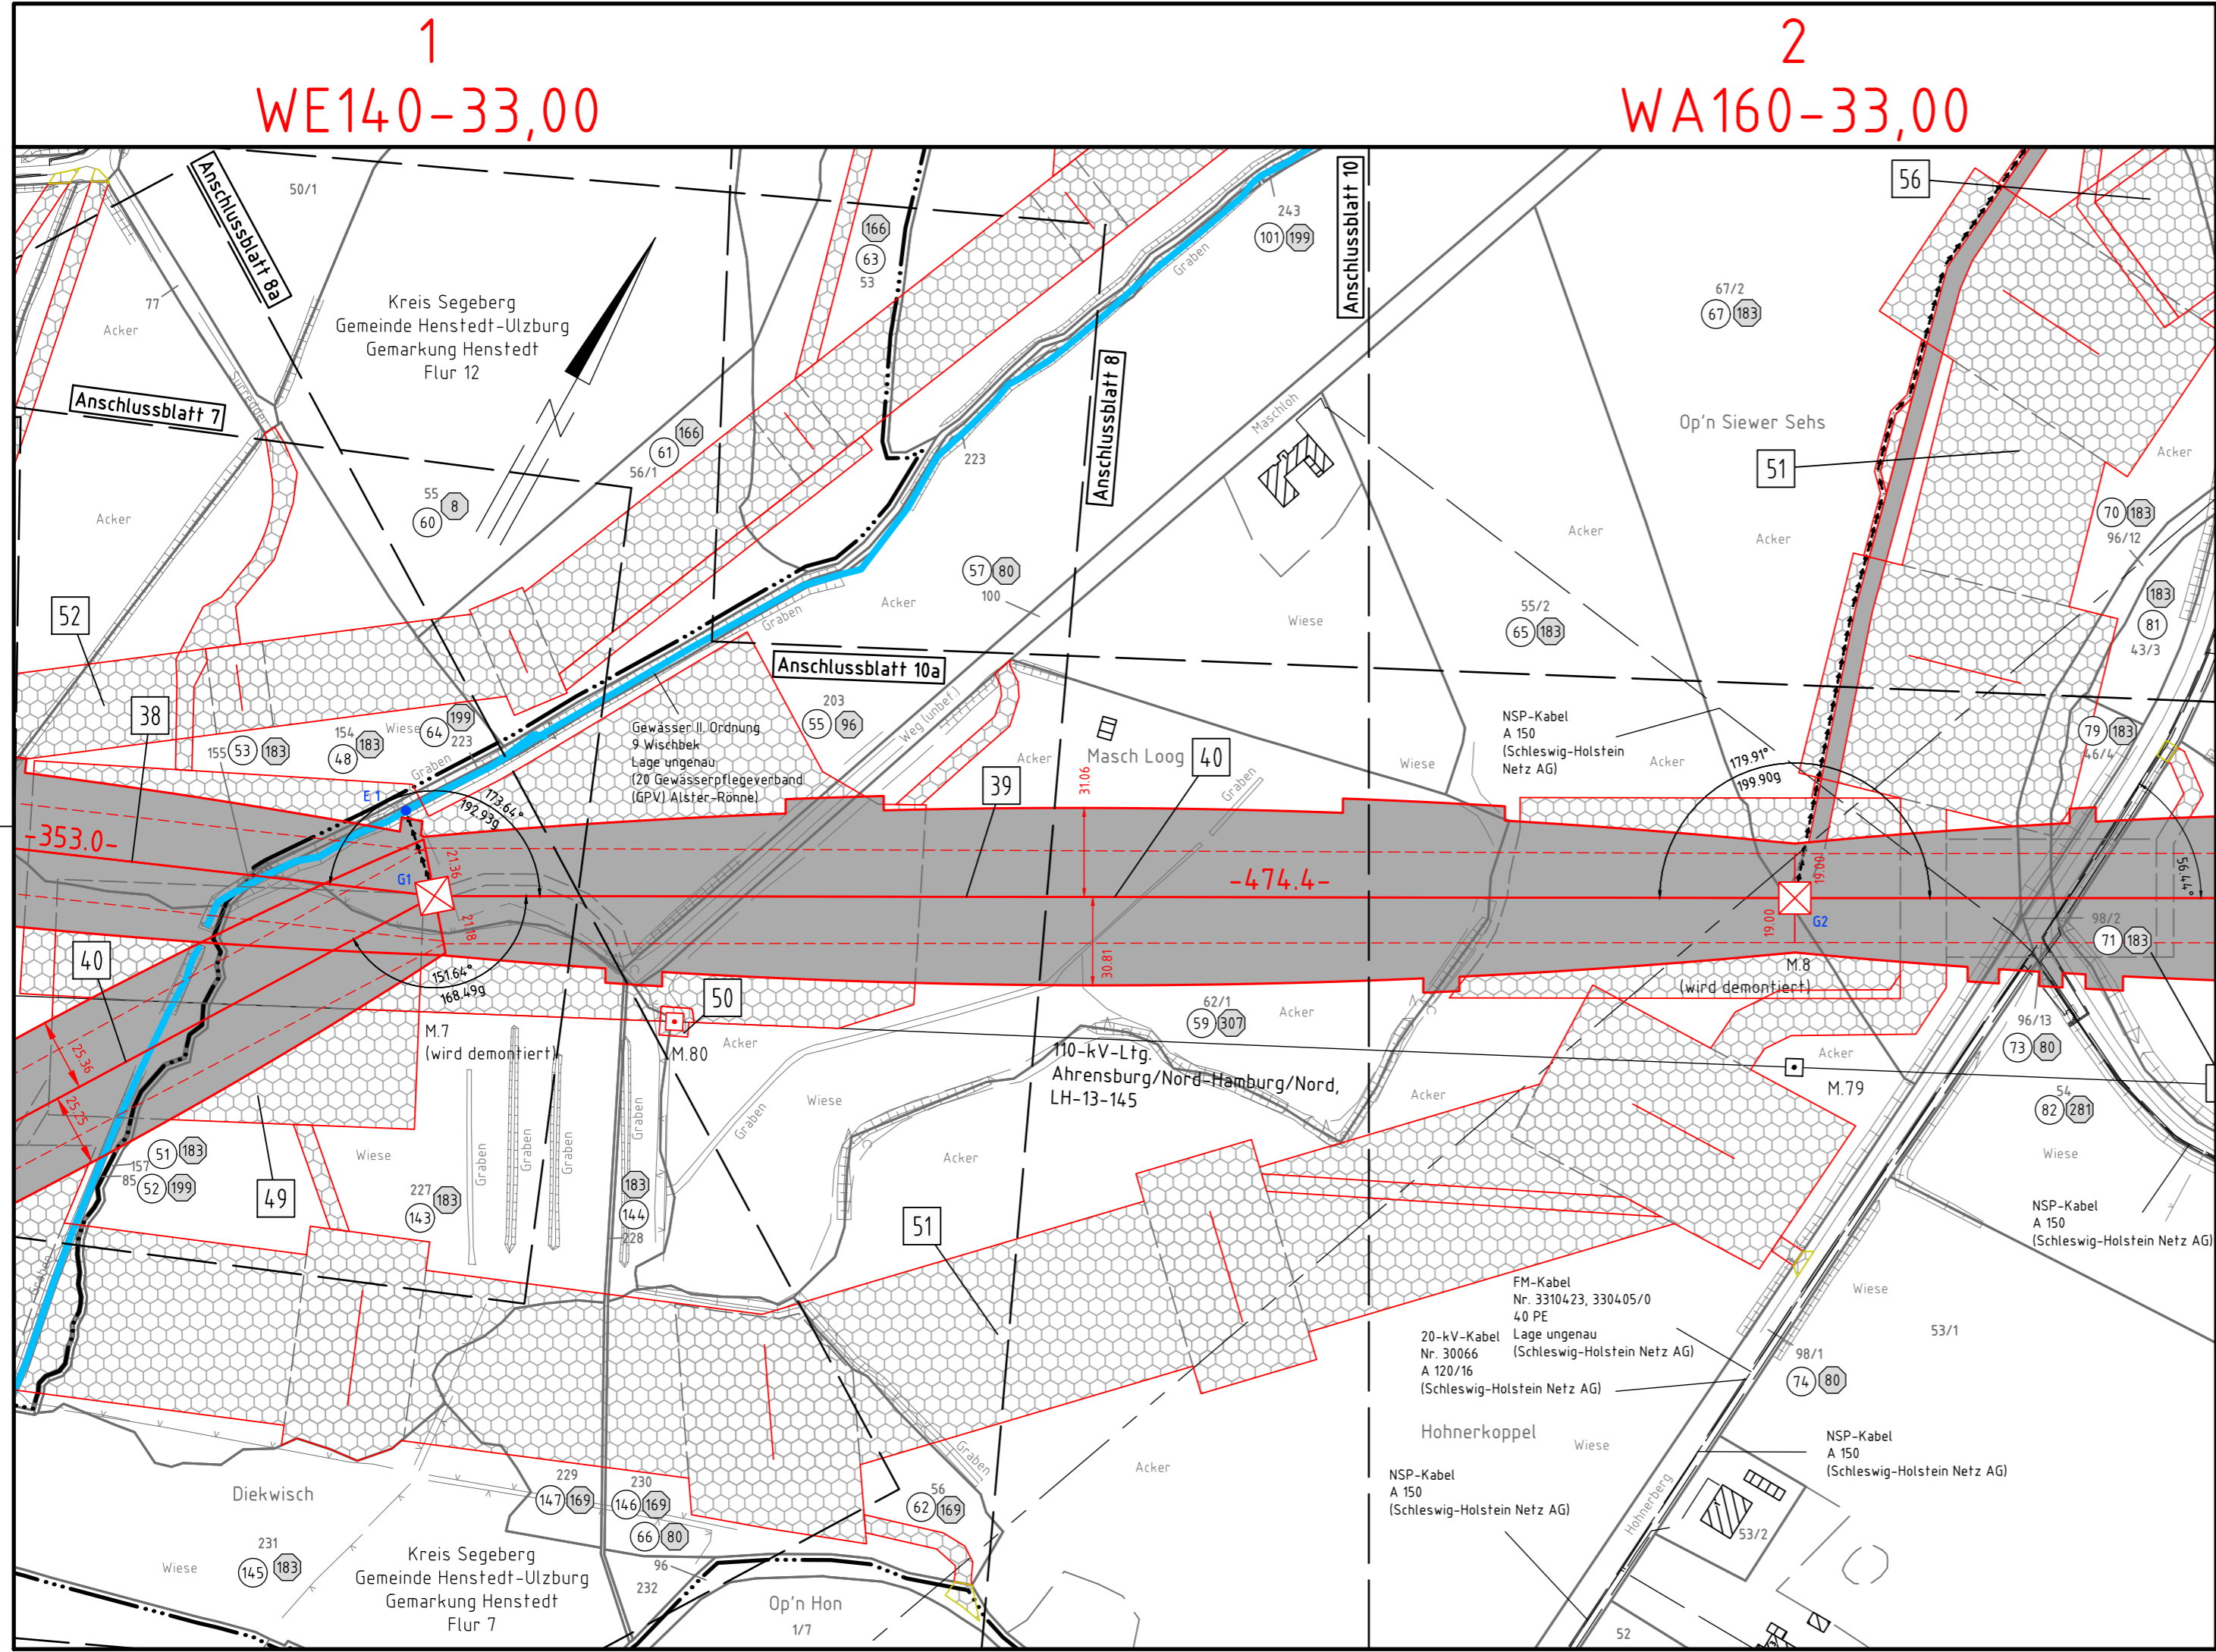 1
WE140-33,00
2
WA160-33,00
Anschlussblatt 8a
50/1
77
Acker
Kreis Segeberg
Gemeinde Henstedt-Ulzburg
Gemarkung Henstedt
Flur 12
Anschlussblatt 7
Acker
55
60
8
166
63
53
61
166
56/1
243
101
199
Graben
Anschlussblatt 10
Anschlussblatt 8
Maschloh
223
56
67/2
67
183
Op'n Siewer Sehs
51
Acker
Acker
Acker
70
183
96/12
183
81
43/3
52
38
57
80
100
Acker
Graben
Wiese
55/2
65
183
Anschlussblatt 10a
155
53
183
154
48
183
Wiese
64
199
223
Graben
Gewässer II. Ordnung
9 Wischbek
Lage ungenau
(20 Gewässerpflegeverband
(GPV) Alster-Rönne)
203
55
96
Weg (unbef.)
Acker
Masch Loog
40
39
Graben
Wiese
NSP-Kabel
A 150
(Schleswig-Holstein
Netz AG)
Acker
79
183
46/4
E 1
173.64°
192.93g
179.91°
199.90g
-353.0-
G1
21.36
21.18
31.06
30.81
-474.4-
19.00
19.00
G2
56.44°
98/2
71
183
40
151.64°
168.49g
25.36
25.25
M.7
(wird demontiert)
50
M.80
Acker
62/1
59
307
Acker
M.8
(wird demontiert)
Acker
M.79
96/13
73
80
54
82
281
110-kV-Ltg.
Ahrensburg/Nord-Hamburg/Nord,
LH-13-145
Wiese
Acker
Acker
Graben
Graben
Graben
Graben
Graben
157
51
183
85
52
199
49
Wiese
227
183
143
183
144
228
51
Wiese
NSP-Kabel
A 150
(Schleswig-Holstein Netz AG)
Graben
FM-Kabel
Nr. 3310423, 330405/0
40 PE
Lage ungenau
(Schleswig-Holstein Netz AG)
20-kV-Kabel
Nr. 30066
A 120/16
(Schleswig-Holstein Netz AG)
Wiese
53/1
98/1
74
80
Hohnerkoppel
Wiese
NSP-Kabel
A 150
(Schleswig-Holstein Netz AG)
NSP-Kabel
A 150
(Schleswig-Holstein Netz AG)
Hohnerberg
53/2
52
Graben
Acker
56
62
169
Diekwisch
229
147
169
230
146
169
66
80
96
232
231
145
183
Wiese
Kreis Segeberg
Gemeinde Henstedt-Ulzburg
Gemarkung Henstedt
Flur 7
Op'n Hon
1/7